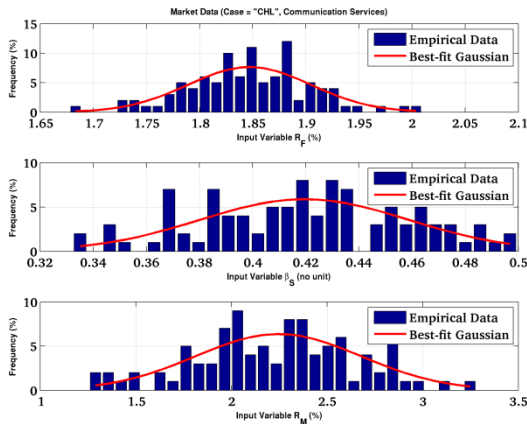 Market Data (Case = "CHL", Communication Services)
15
10
5
0
Frequency (%)
Empirical Data
Best-fit Gaussian
1.65 1.7 1.75 1.8 1.85 1.9 1.95 2 2.05 2.1
Input Variable R_F (%)
10
5
0
Frequency (%)
Empirical Data
Best-fit Gaussian
0.32 0.34 0.36 0.38 0.4 0.42 0.44 0.46 0.48 0.5
Input Variable β_S (no unit)
10
5
0
Frequency (%)
Empirical Data
Best-fit Gaussian
1 1.5 2 2.5 3 3.5
Input Variable R_M (%)